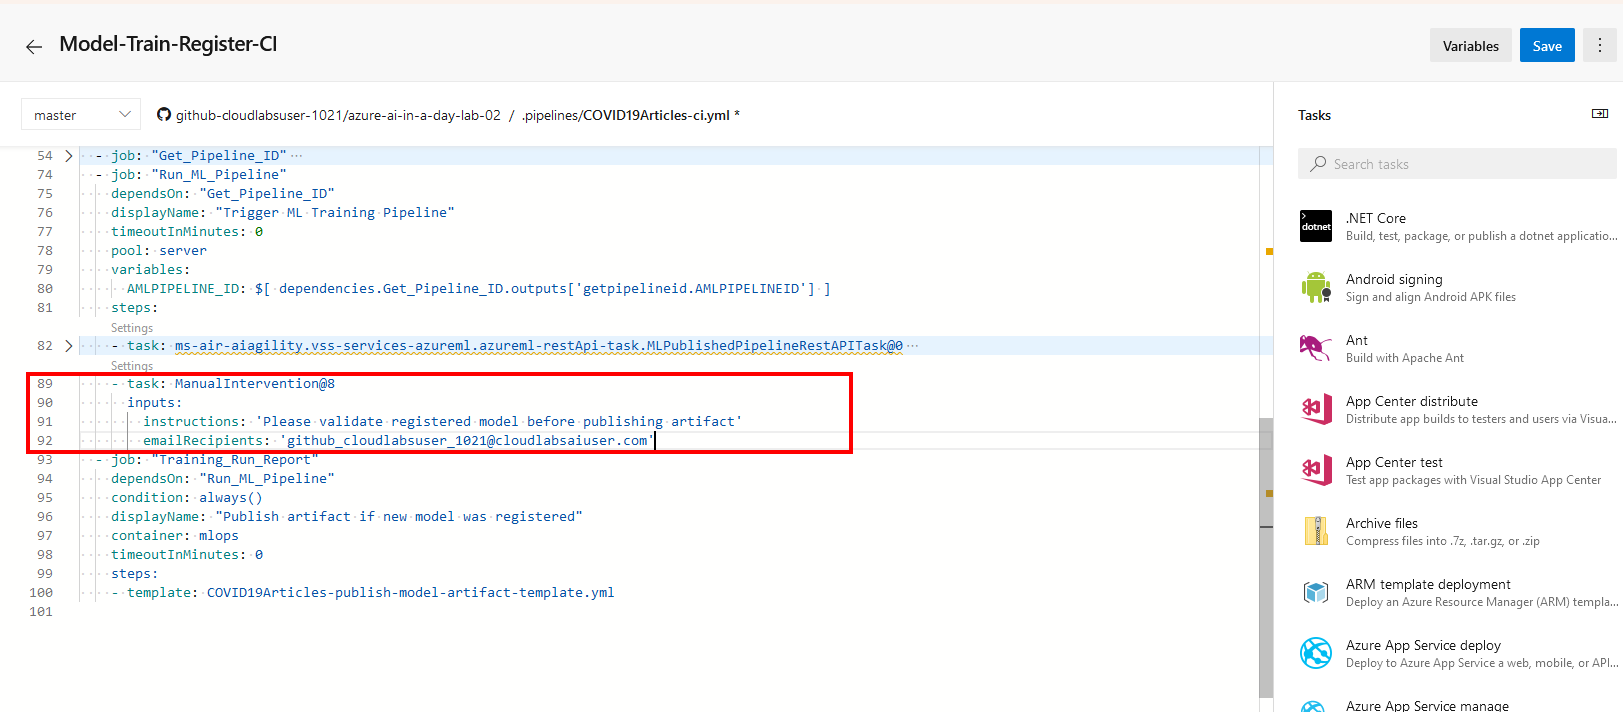 Model-Train-Register-CI
Variables
Save
master
github-cloudlabsuser-1021/azure-ai-in-a-day-lab-02 / .pipelines/COVID19Articles-ci.yml *
54 - job: "Get_Pipeline_ID" ···
74 - job: "Run_ML_Pipeline"
75 dependsOn: "Get_Pipeline_ID"
76 displayName: "Trigger ML Training Pipeline"
77 timeoutInMinutes: 0
78 pool: server
79 variables:
80 AMLPIPELINE_ID: $[ dependencies.Get_Pipeline_ID.outputs['getpipelineid.AMLPIPELINEID'] ]
81 steps:
Settings
82 - task: ms-air-aiagility.vss-services-azureml.azureml-restApi-task.MLPublishedPipelineRestAPITask@0 ···
Settings
89 - task: ManualIntervention@8
90 inputs:
91 instructions: 'Please validate registered model before publishing artifact'
92 emailRecipients: 'github_cloudlabsuser_1021@cloudlabsaiuser.com'
93 - job: "Training_Run_Report"
94 dependsOn: "Run_ML_Pipeline"
95 condition: always()
96 displayName: "Publish artifact if new model was registered"
97 container: mlops
98 timeoutInMinutes: 0
99 steps:
100 - template: COVID19Articles-publish-model-artifact-template.yml
101
Tasks
Search tasks
dotnet
.NET Core
Build, test, package, or publish a dotnet applicatio...
Android signing
Sign and align Android APK files
Ant
Build with Apache Ant
App Center distribute
Distribute app builds to testers and users via Visua...
App Center test
Test app packages with Visual Studio App Center
Archive files
Compress files into .7z, .tar.gz, or .zip
ARM template deployment
Deploy an Azure Resource Manager (ARM) templa...
Azure App Service deploy
Deploy to Azure App Service a web, mobile, or API...
Azure App Service manage